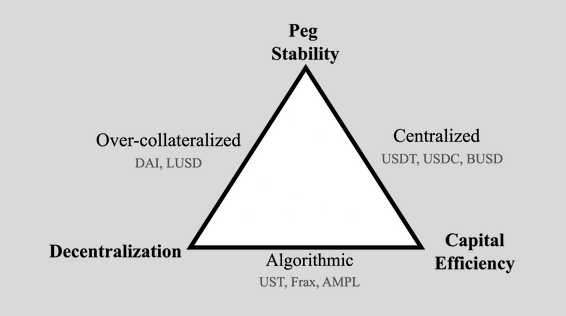 Peg
Stability
Over-collateralized
DAI, LUSD
Centralized
USDT, USDC, BUSD
Decentralization
Capital
Efficiency
Algorithmic
UST, Frax, AMPL